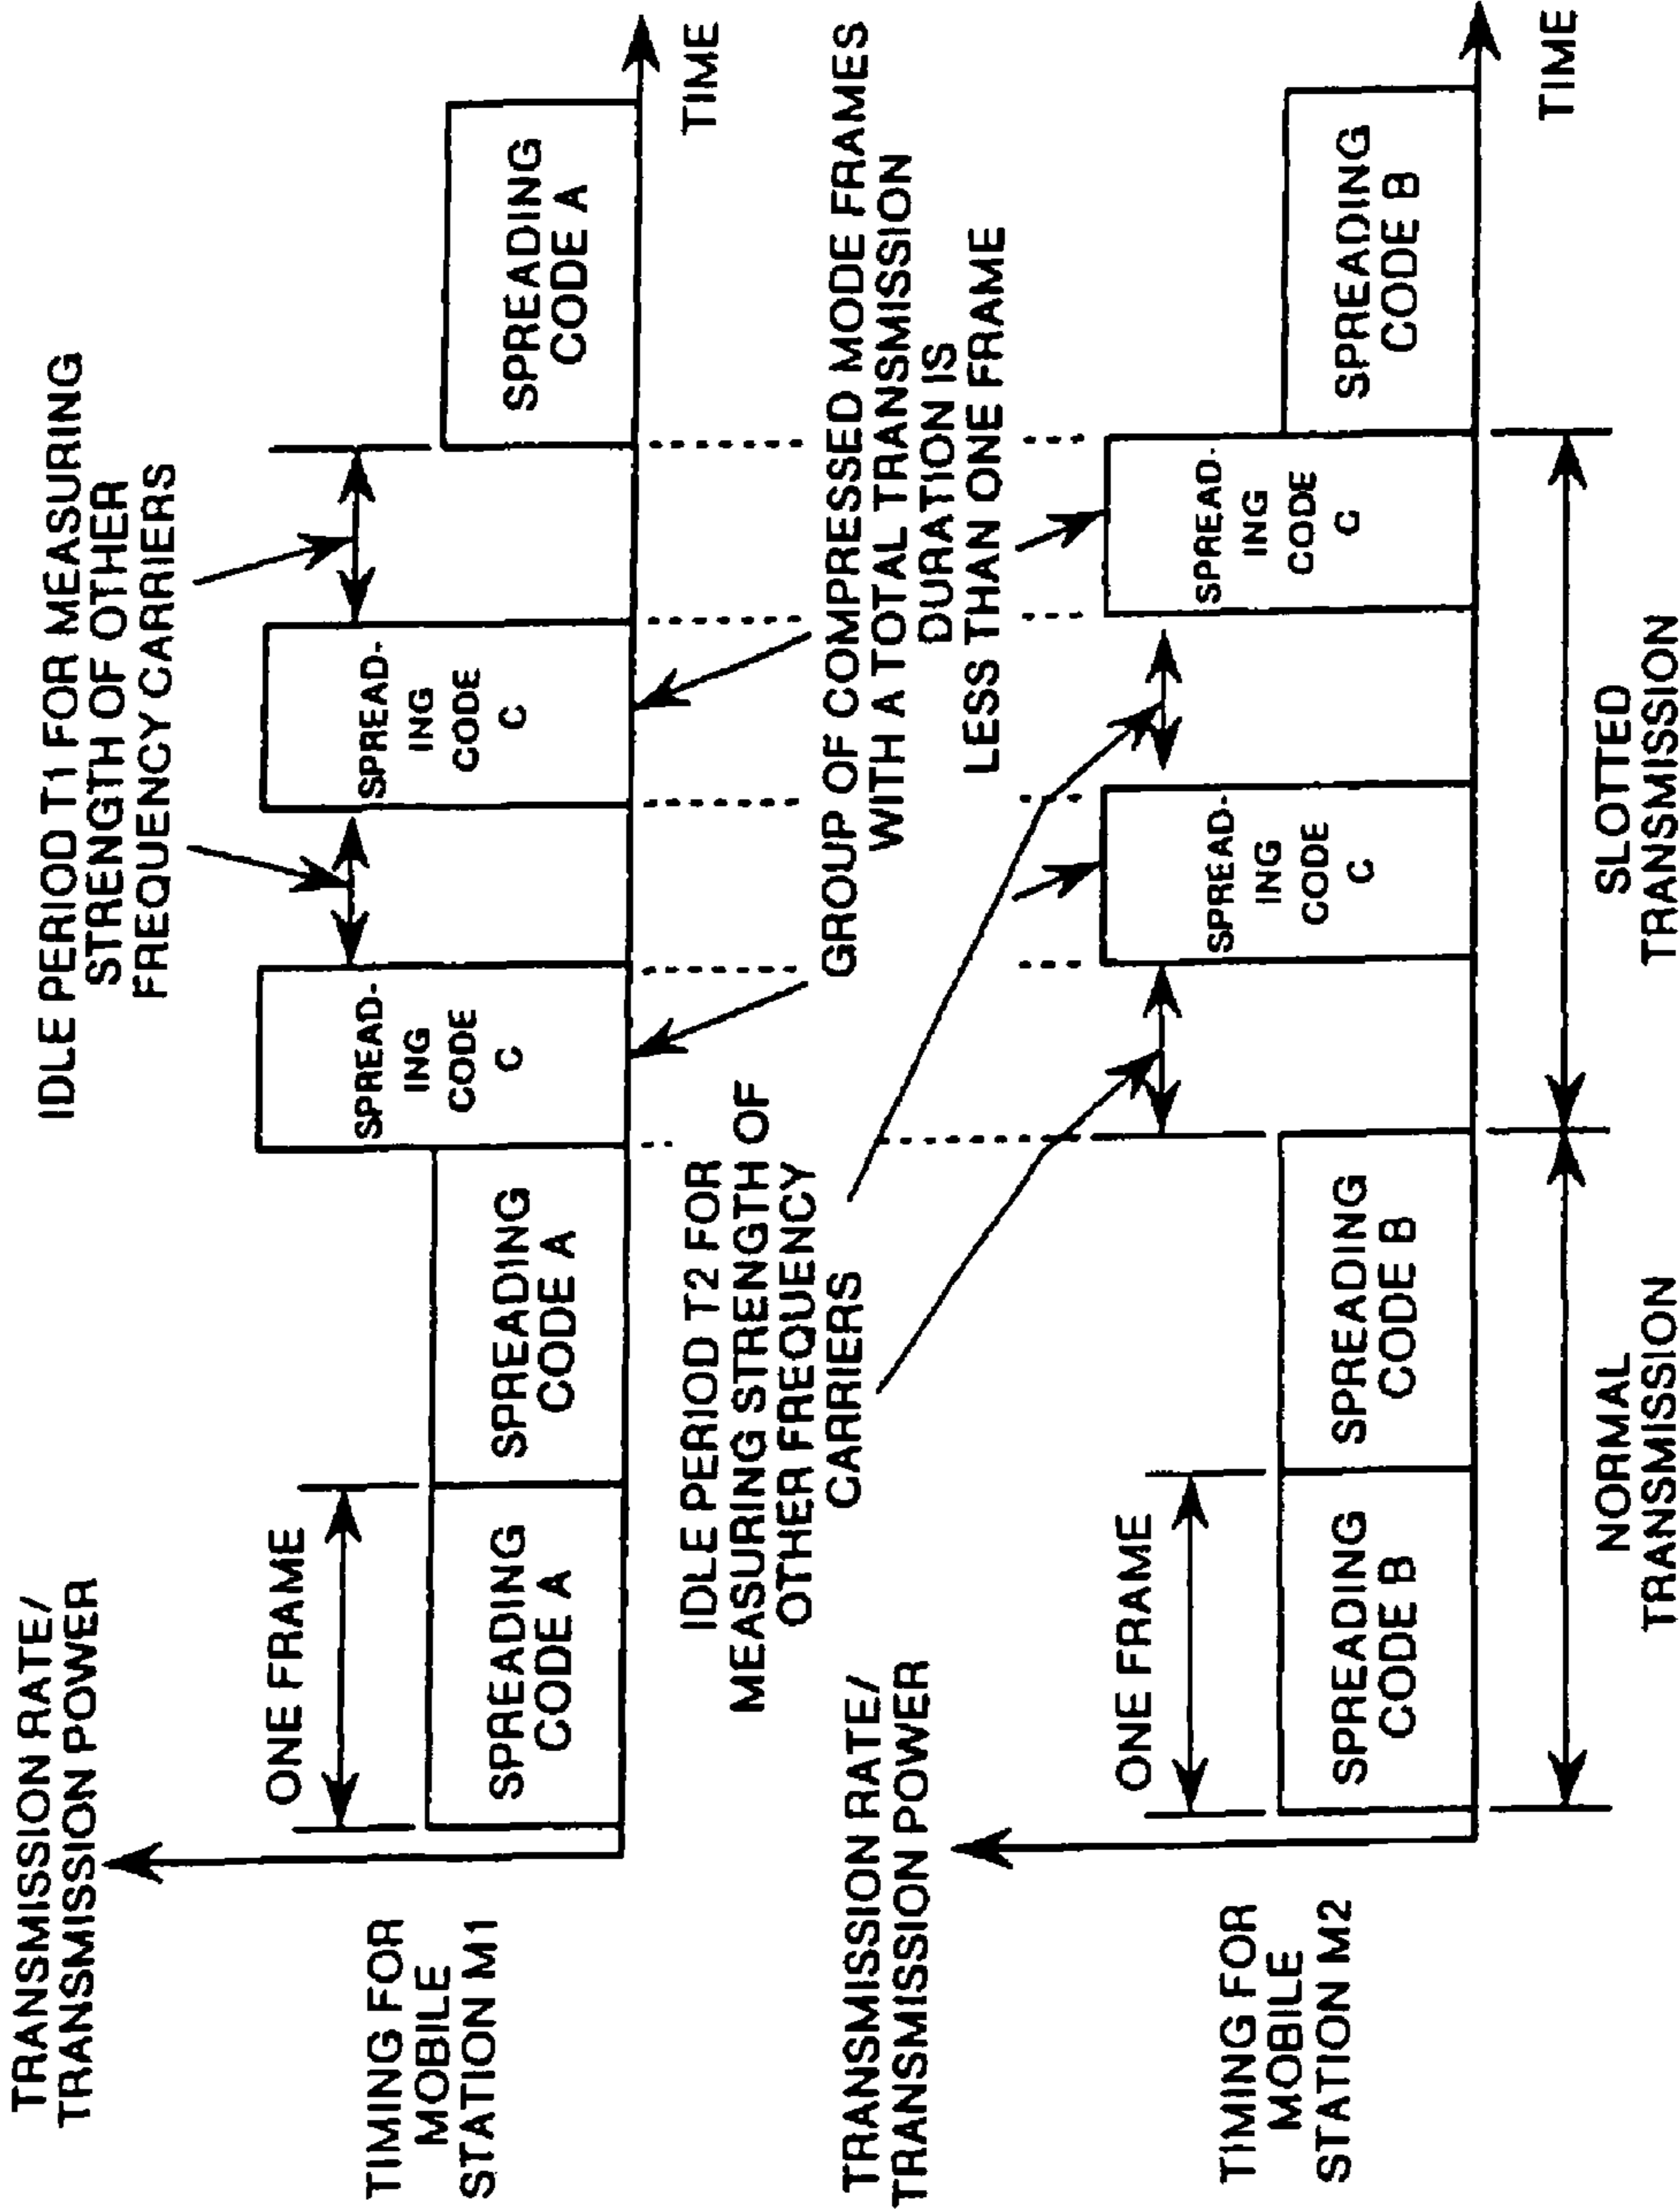 TRANSMISSION RATE/
TRANSMISSION POWER
IDLE PERIOD T1 FOR MEASURING
STRENGTH OF OTHER
FREQUENCY CARRIERS
TIMING FOR
MOBILE
STATION M1
ONE FRAME
SPREADING
CODE A
SPREADING
CODE A
SPREAD-
ING
CODE
C
SPREAD-
ING
CODE
C
SPREADING
CODE A
TIME
IDLE PERIOD T2 FOR
MEASURING STRENGTH OF
OTHER FREQUENCY
CARRIERS
GROUP OF COMPRESSED MODE FRAMES
WITH A TOTAL TRANSMISSION
DURATION IS
LESS THAN ONE FRAME
TRANSMISSION RATE/
TRANSMISSION POWER
TIMING FOR
MOBILE
STATION M2
ONE FRAME
SPREADING
CODE B
SPREADING
CODE B
SPREAD-
ING
CODE
C
SPREAD-
ING
CODE
C
SPREADING
CODE B
TIME
NORMAL
TRANSMISSION
SLOTTED
TRANSMISSION